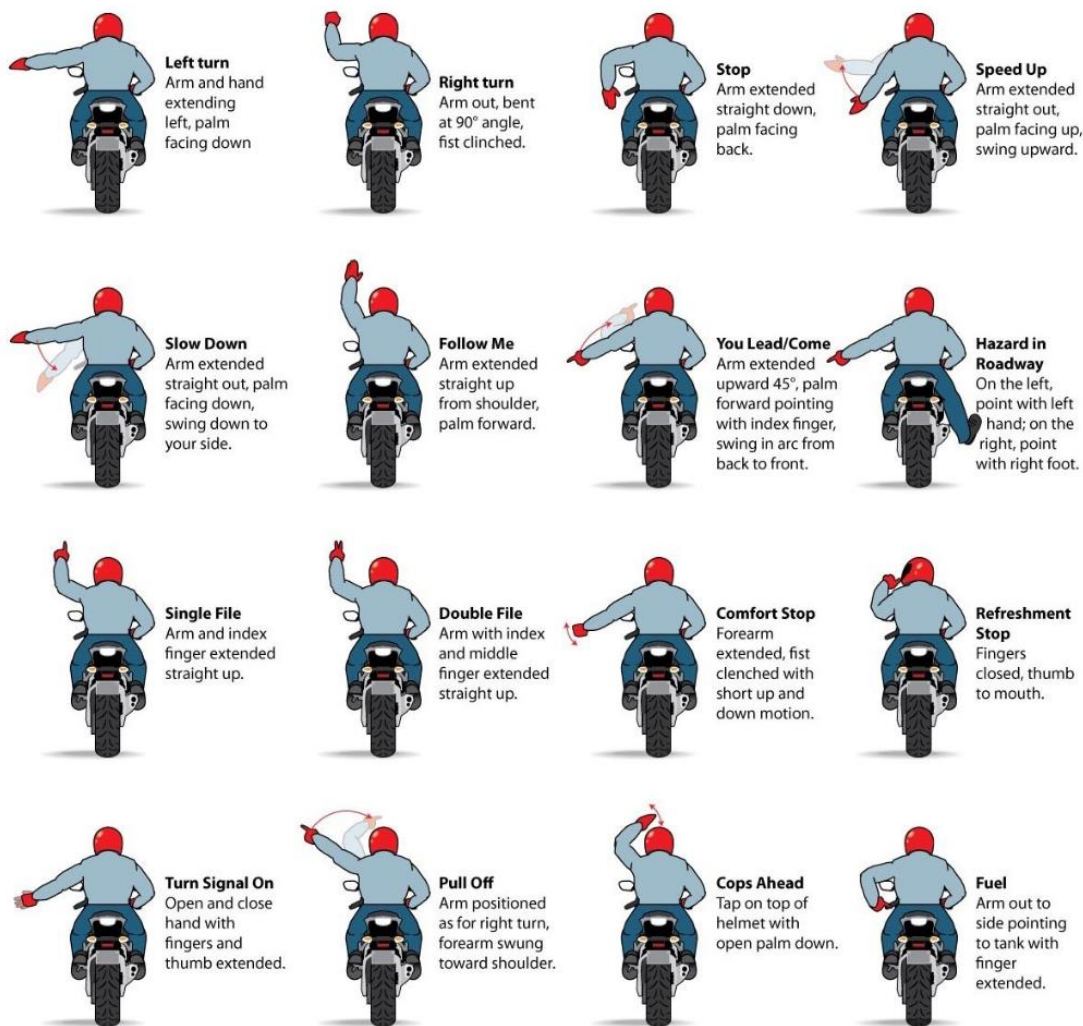 Left turn
Arm and hand
extending
left, palm
facing down
Right turn
Arm out, bent
at 90° angle,
fist clinched.
Stop
Arm extended
straight down,
palm facing
back.
Speed Up
Arm extended
straight out,
palm facing up,
swing upward.
Slow Down
Arm extended
straight out, palm
facing down,
swing down to
your side.
Follow Me
Arm extended
straight up
from shoulder,
palm forward.
You Lead/Come
Arm extended
upward 45°, palm
forward pointing
with index finger,
swing in arc from
back to front.
Hazard in
Roadway
On the left,
point with left
hand; on the
right, point
with right foot.
Single File
Arm and index
finger extended
straight up.
Double File
Arm with index
and middle
finger extended
straight up.
Comfort Stop
Forearm
extended, fist
clenched with
short up and
down motion.
Refreshment
Stop
Fingers
closed, thumb
to mouth.
Turn Signal On
Open and close
hand with
fingers and
thumb extended.
Pull Off
Arm positioned
as for right turn,
forearm swung
toward shoulder.
Cops Ahead
Tap on top of
helmet with
open palm down.
Fuel
Arm out to
side pointing
to tank with
finger
extended.